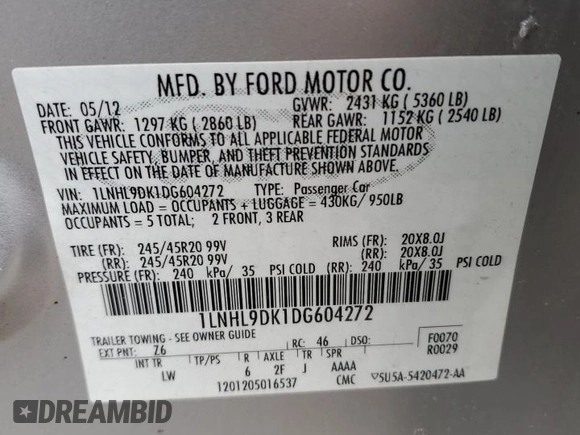 MFD. BY FORD MOTOR CO.
DATE: 05/12 GVWR: 2431 KG ( 5360 LB)
FRONT GAWR: 1297 KG ( 2860 LB) REAR GAWR: 1152 KG ( 2540 LB)
THIS VEHICLE CONFORMS TO ALL APPLICABLE FEDERAL MOTOR
VEHICLE SAFETY, BUMPER, AND THEFT PREVENTION STANDARDS
IN EFFECT ON THE DATE OF MANUFACTURE SHOWN ABOVE.
VIN: 1LNHL9DK1DG604272 TYPE: Passenger Car
MAXIMUM LOAD = OCCUPANTS + LUGGAGE = 430KG/ 950LB
OCCUPANTS = 5 TOTAL; 2 FRONT, 3 REAR
TIRE (FR): 245/45R20 99V RIMS (FR): 20X8.0J
(RR): 245/45R20 99V (RR): 20X8.0J
PRESSURE (FR): 240 kPa/ 35 PSI COLD (RR): 240 kPa/ 35 PSI COLD
1LNHL9DK1DG604272
TRAILER TOWING - SEE OWNER GUIDE
EXT PNT: Z6 RC: 46 DSO: F0070
R0029
INT TR TP/PS R AXLE TR SPR
LW 6 2F J AAAA
1201205016537 CMC ▽5U5A-5420472-AA
DREAMBID
CAR AUCTION